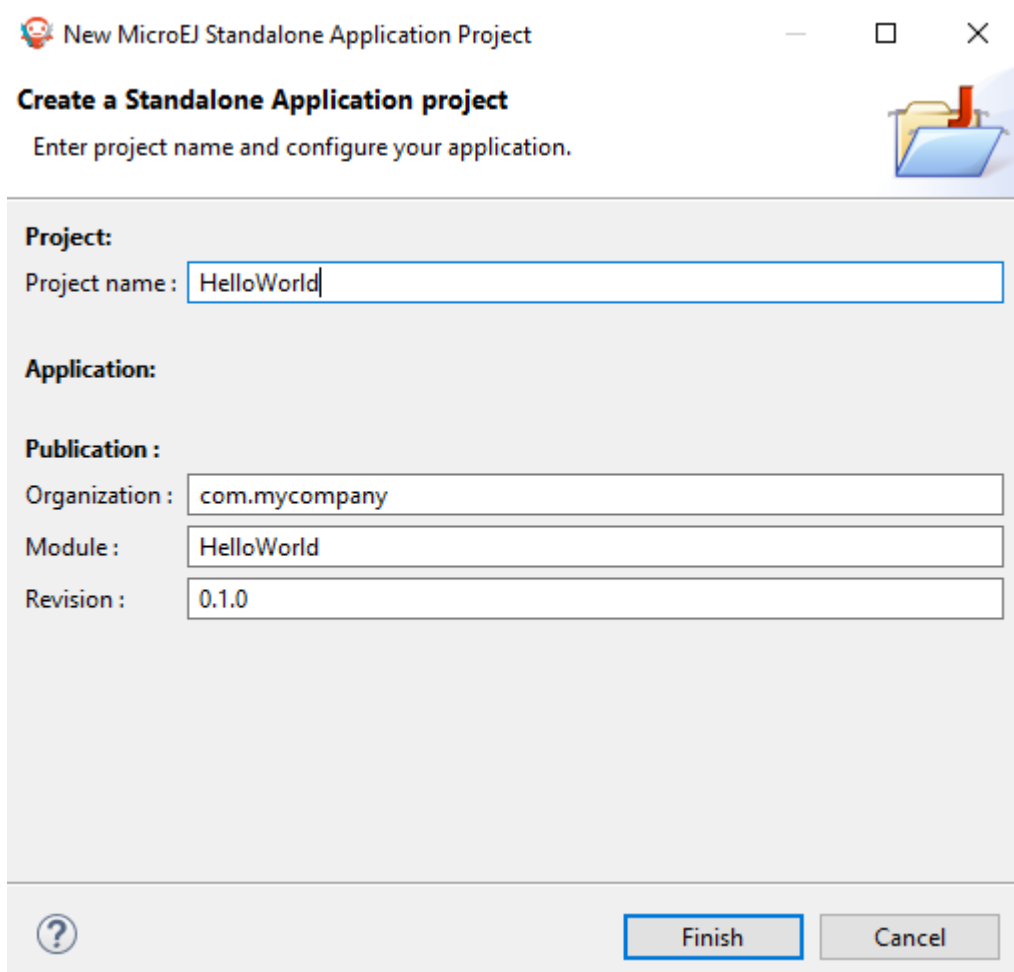 New MicroEJ Standalone Application Project
Create a Standalone Application project
Enter project name and configure your application.
Project:
Project name : HelloWorld
Application:
Publication :
Organization : com.mycompany
Module : HelloWorld
Revision : 0.1.0
? Finish Cancel